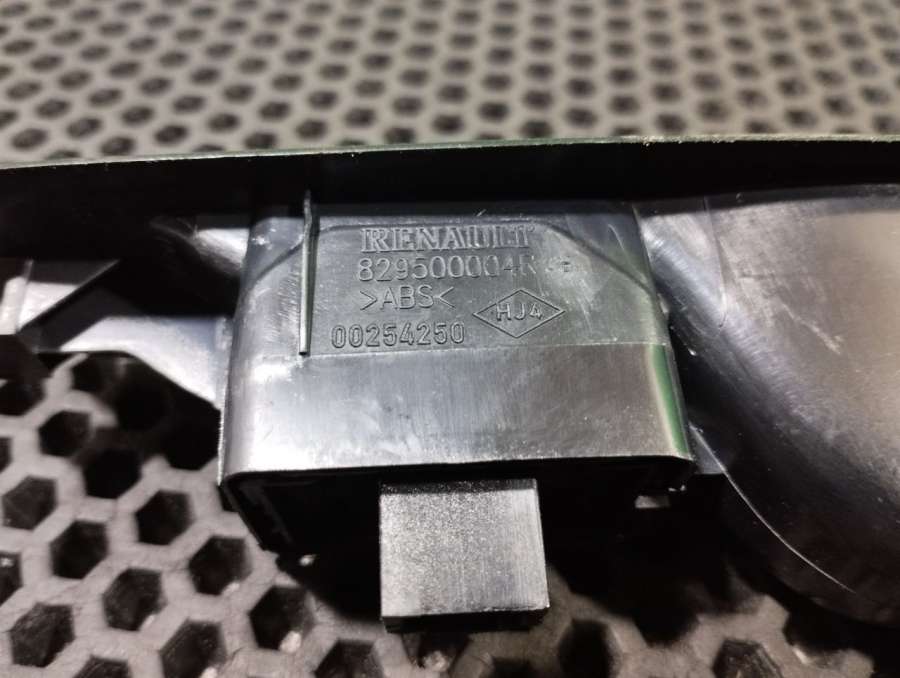 RENAULT
829500004R
>ABS<
HJ4
00254250